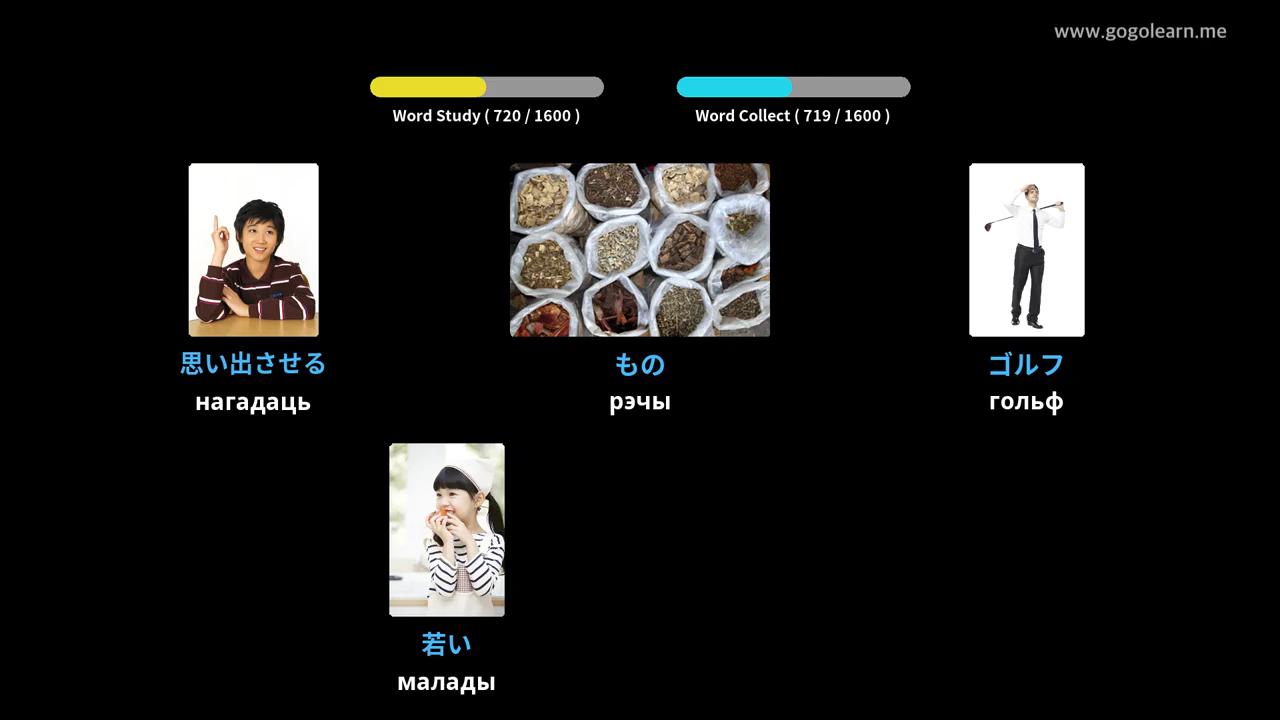 www.gogolearn.me
Word Study ( 720 / 1600 )
Word Collect ( 719 / 1600 )
思い出させる
нагадаць
もの
рэчы
ゴルフ
гольф
若い
малады